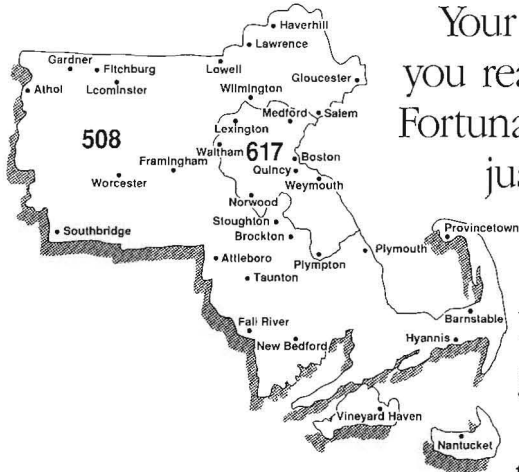 Your
you rea
Fortuna
jus
Haverhill
Lawrence
Gardner
Fitchburg
Lowell
Gloucester
Athol
Lcominster
Wilmington
Medford
Salem
Lexington
508
Waltham
617
Boston
Framingham
Quincy
Worcester
Weymouth
Norwood
Stoughton
Provincetown
Southbridge
Brockton
Plymouth
Attleboro
Plympton
Taunton
Barnstable
Fall River
Hyannis
New Bedford
Vineyard Haven
Nantucket